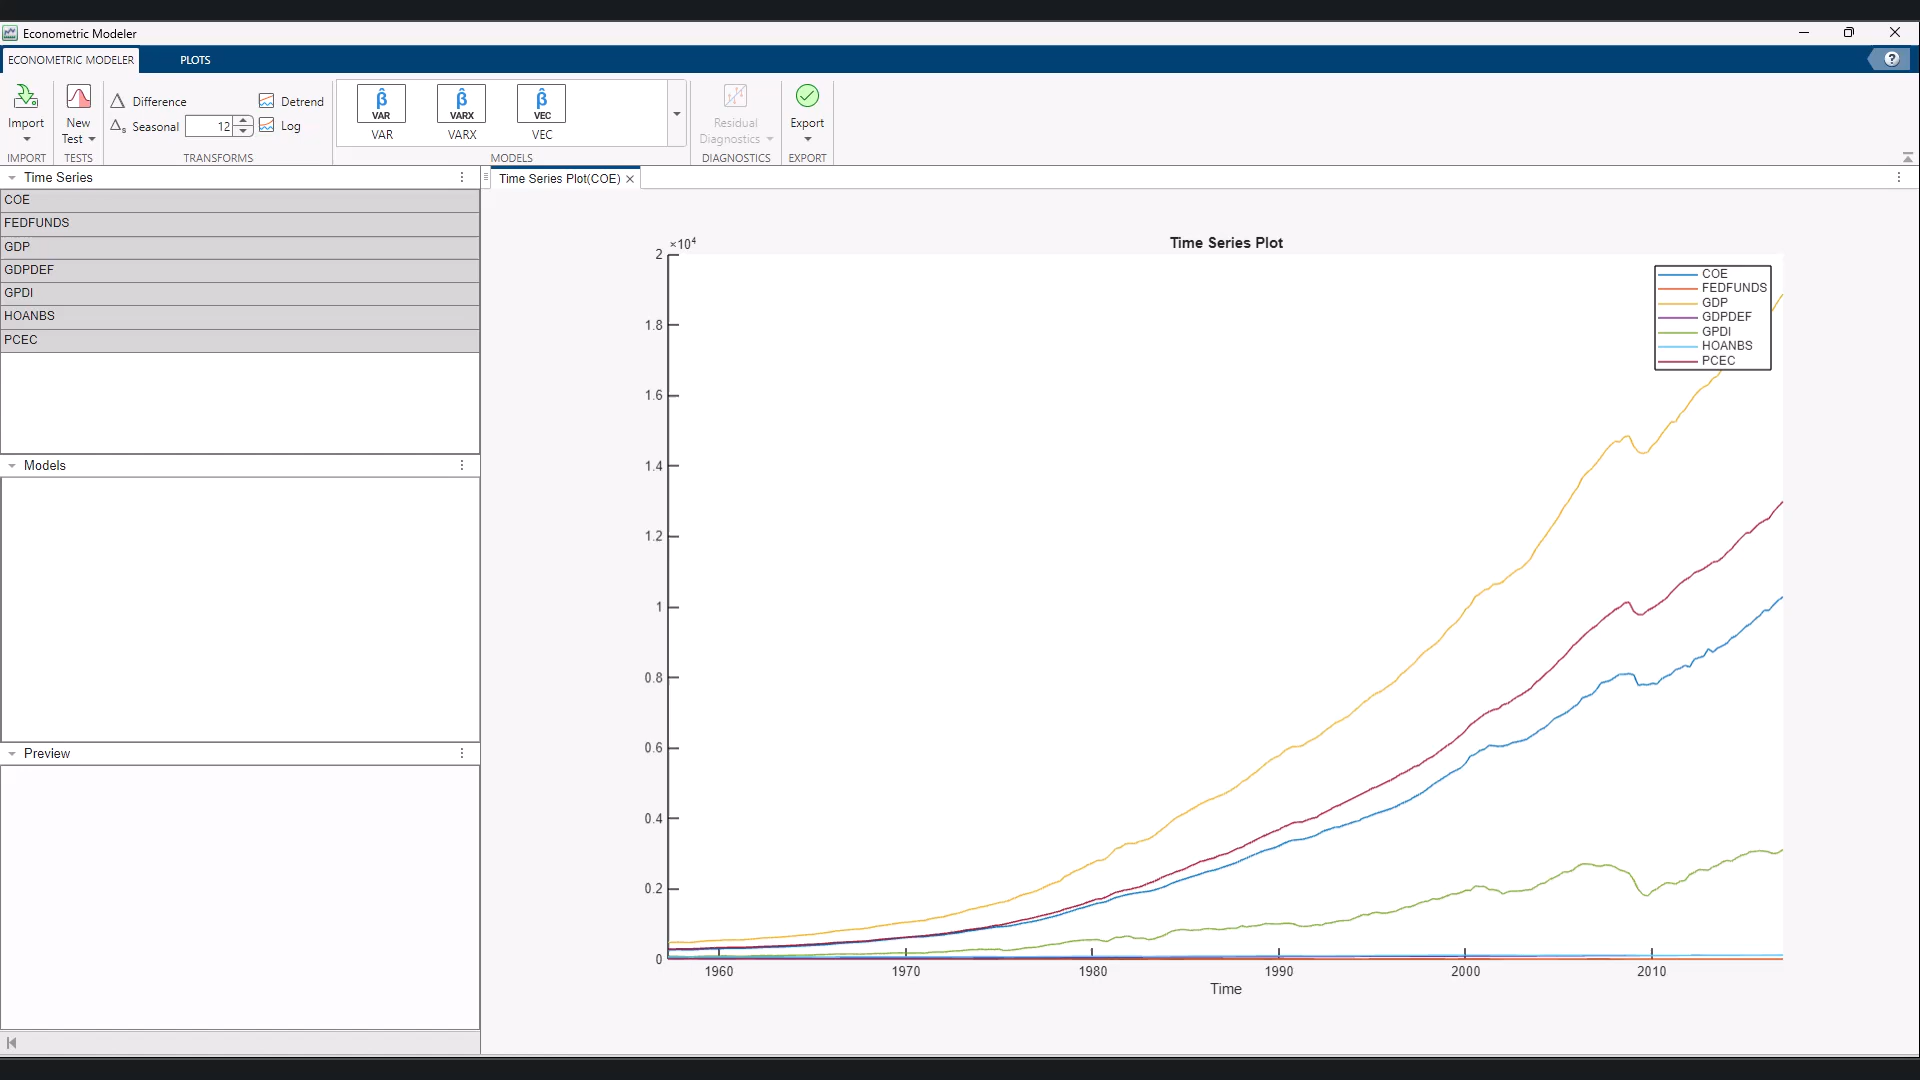 Econometric Modeler
ECONOMETRIC MODELER PLOTS
?
Import
IMPORT
New
Test
TESTS
Δ Difference
Detrend
Δs Seasonal 12
Log
TRANSFORMS
β̂ VAR
VAR
β̂ VARX
VARX
β̂ VEC
VEC
MODELS
Residual
Diagnostics
DIAGNOSTICS
Export
EXPORT
Time Series
COE
FEDFUNDS
GDP
GDPDEF
GPDI
HOANBS
PCEC
Models
Preview
Time Series Plot(COE)
Time Series Plot
×10⁴
2
1.8
1.6
1.4
1.2
1
0.8
0.6
0.4
0.2
0
1960 1970 1980 1990 2000 2010
Time
COE
FEDFUNDS
GDP
GDPDEF
GPDI
HOANBS
PCEC